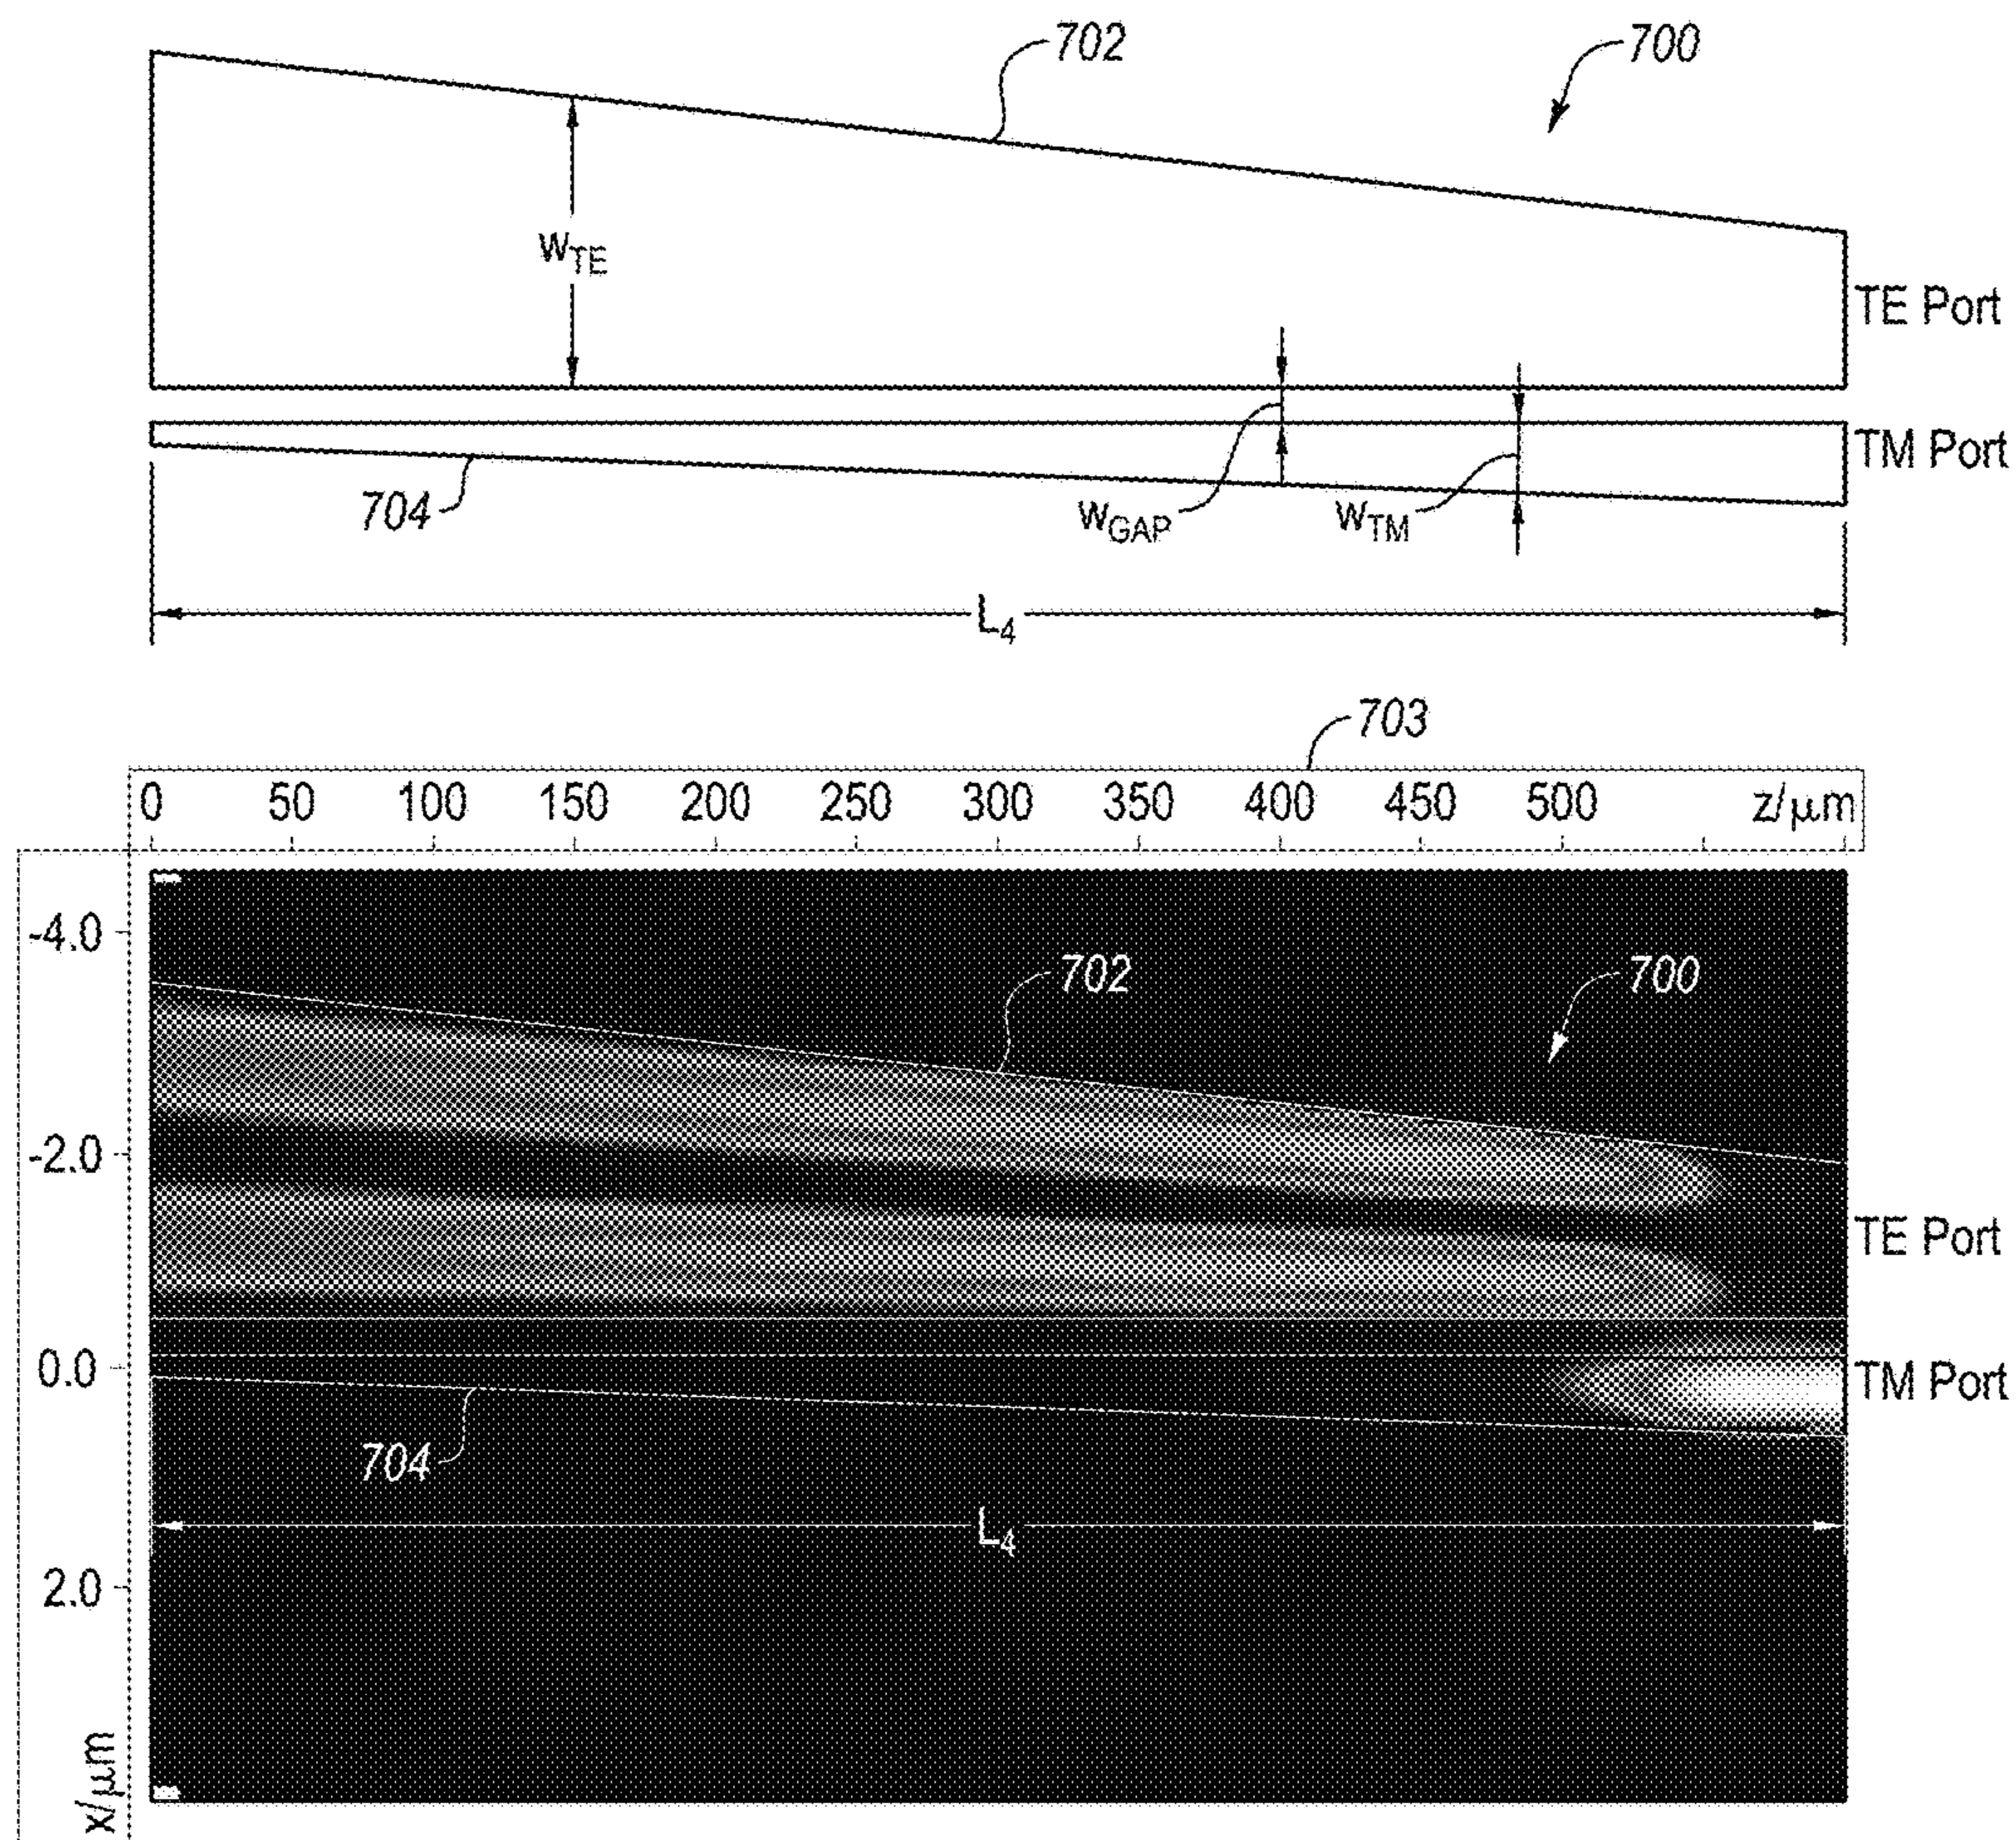 702
700
W_TE
TE Port
TM Port
704
W_GAP
W_TM
L_4
703
0 50 100 150 200 250 300 350 400 450 500 z/μm
-4.0
702
700
-2.0
TE Port
0.0
TM Port
704
L_4
2.0
x/μm